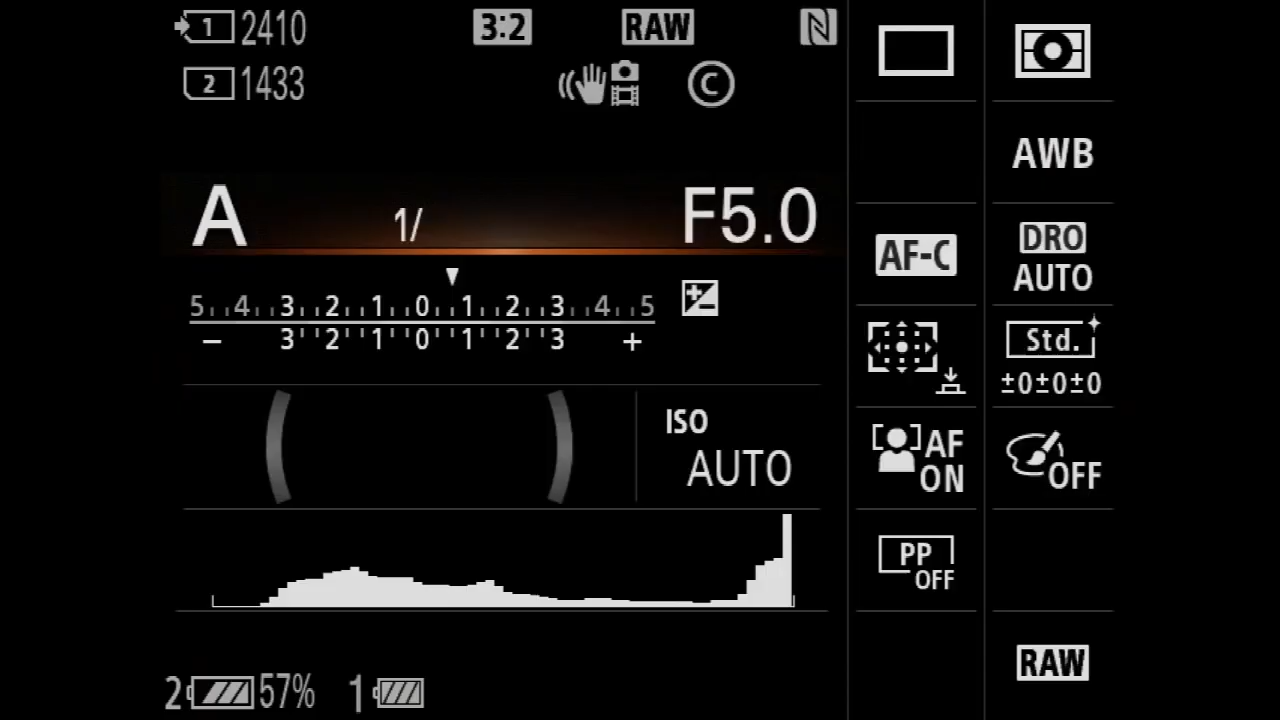 1 2410 3:2 RAW N
2 1433 C
AWB
A 1/ F5.0
AF-C
DRO
AUTO
5 4 3 2 1 0 1 2 3 4 5
− 3 2 1 0 1 2 3 +
Std.
±0±0±0
ISO
AUTO
AF
ON
OFF
PP
OFF
RAW
2 57% 1